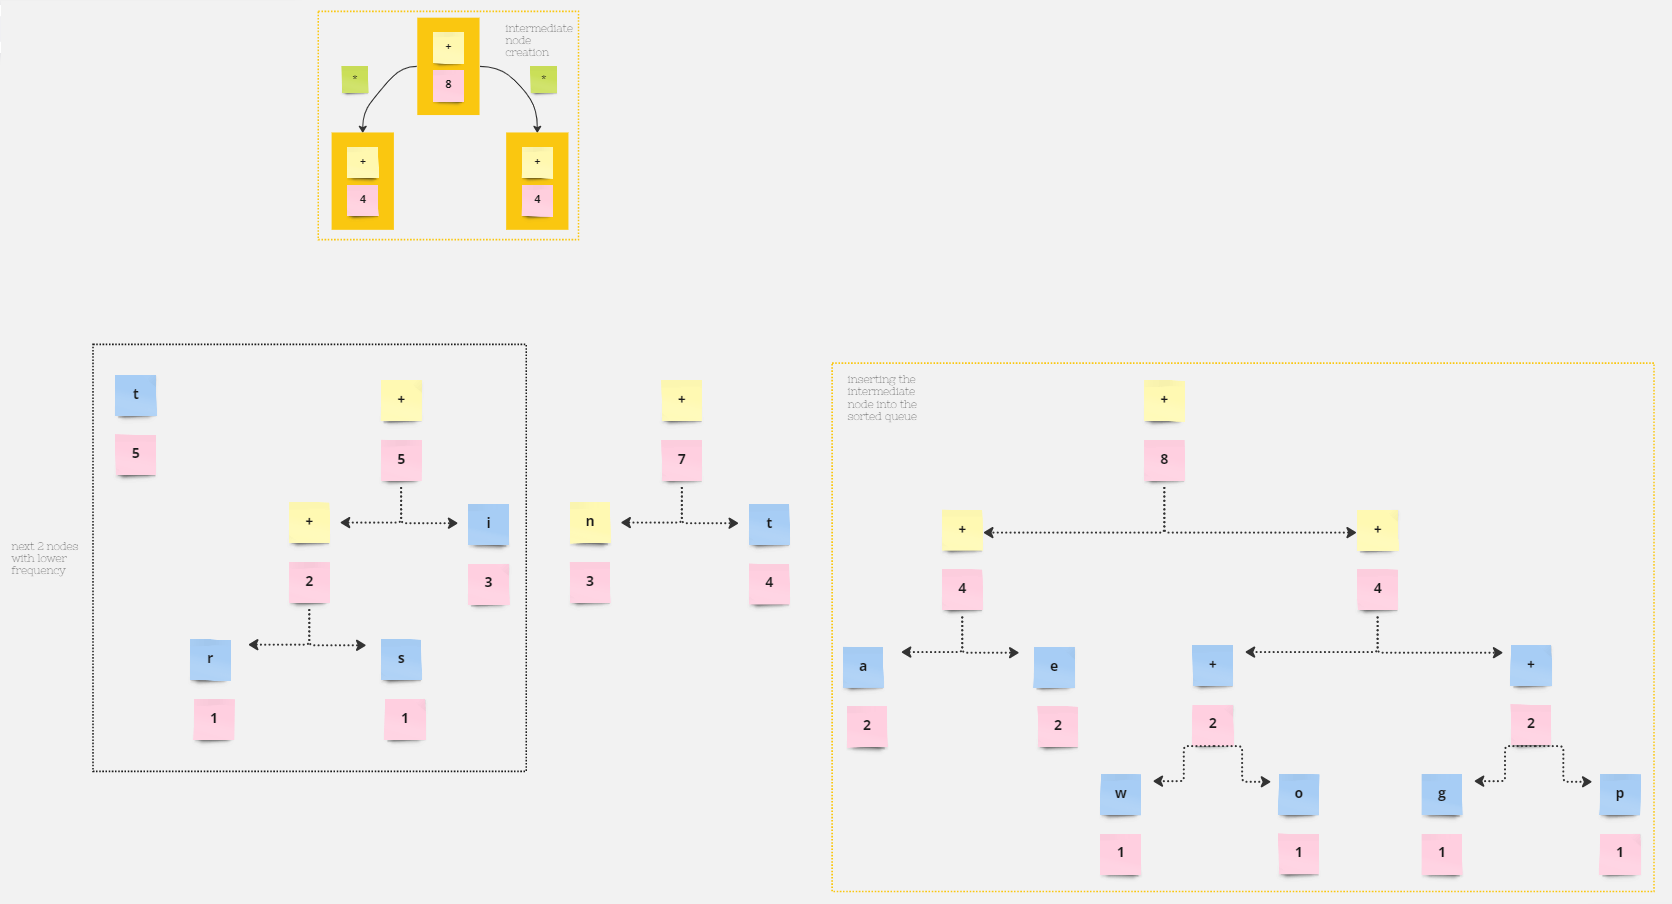 intermediate
node
creation
+
8
*
*
+
4
+
4
next 2 nodes
with lower
frequency
t
5
+
5
+
2
i
3
r
1
s
1
+
7
n
3
t
4
inserting the
intermediate
node into the
sorted queue
+
8
+
4
+
4
a
2
e
2
+
2
+
2
w
1
o
1
g
1
p
1